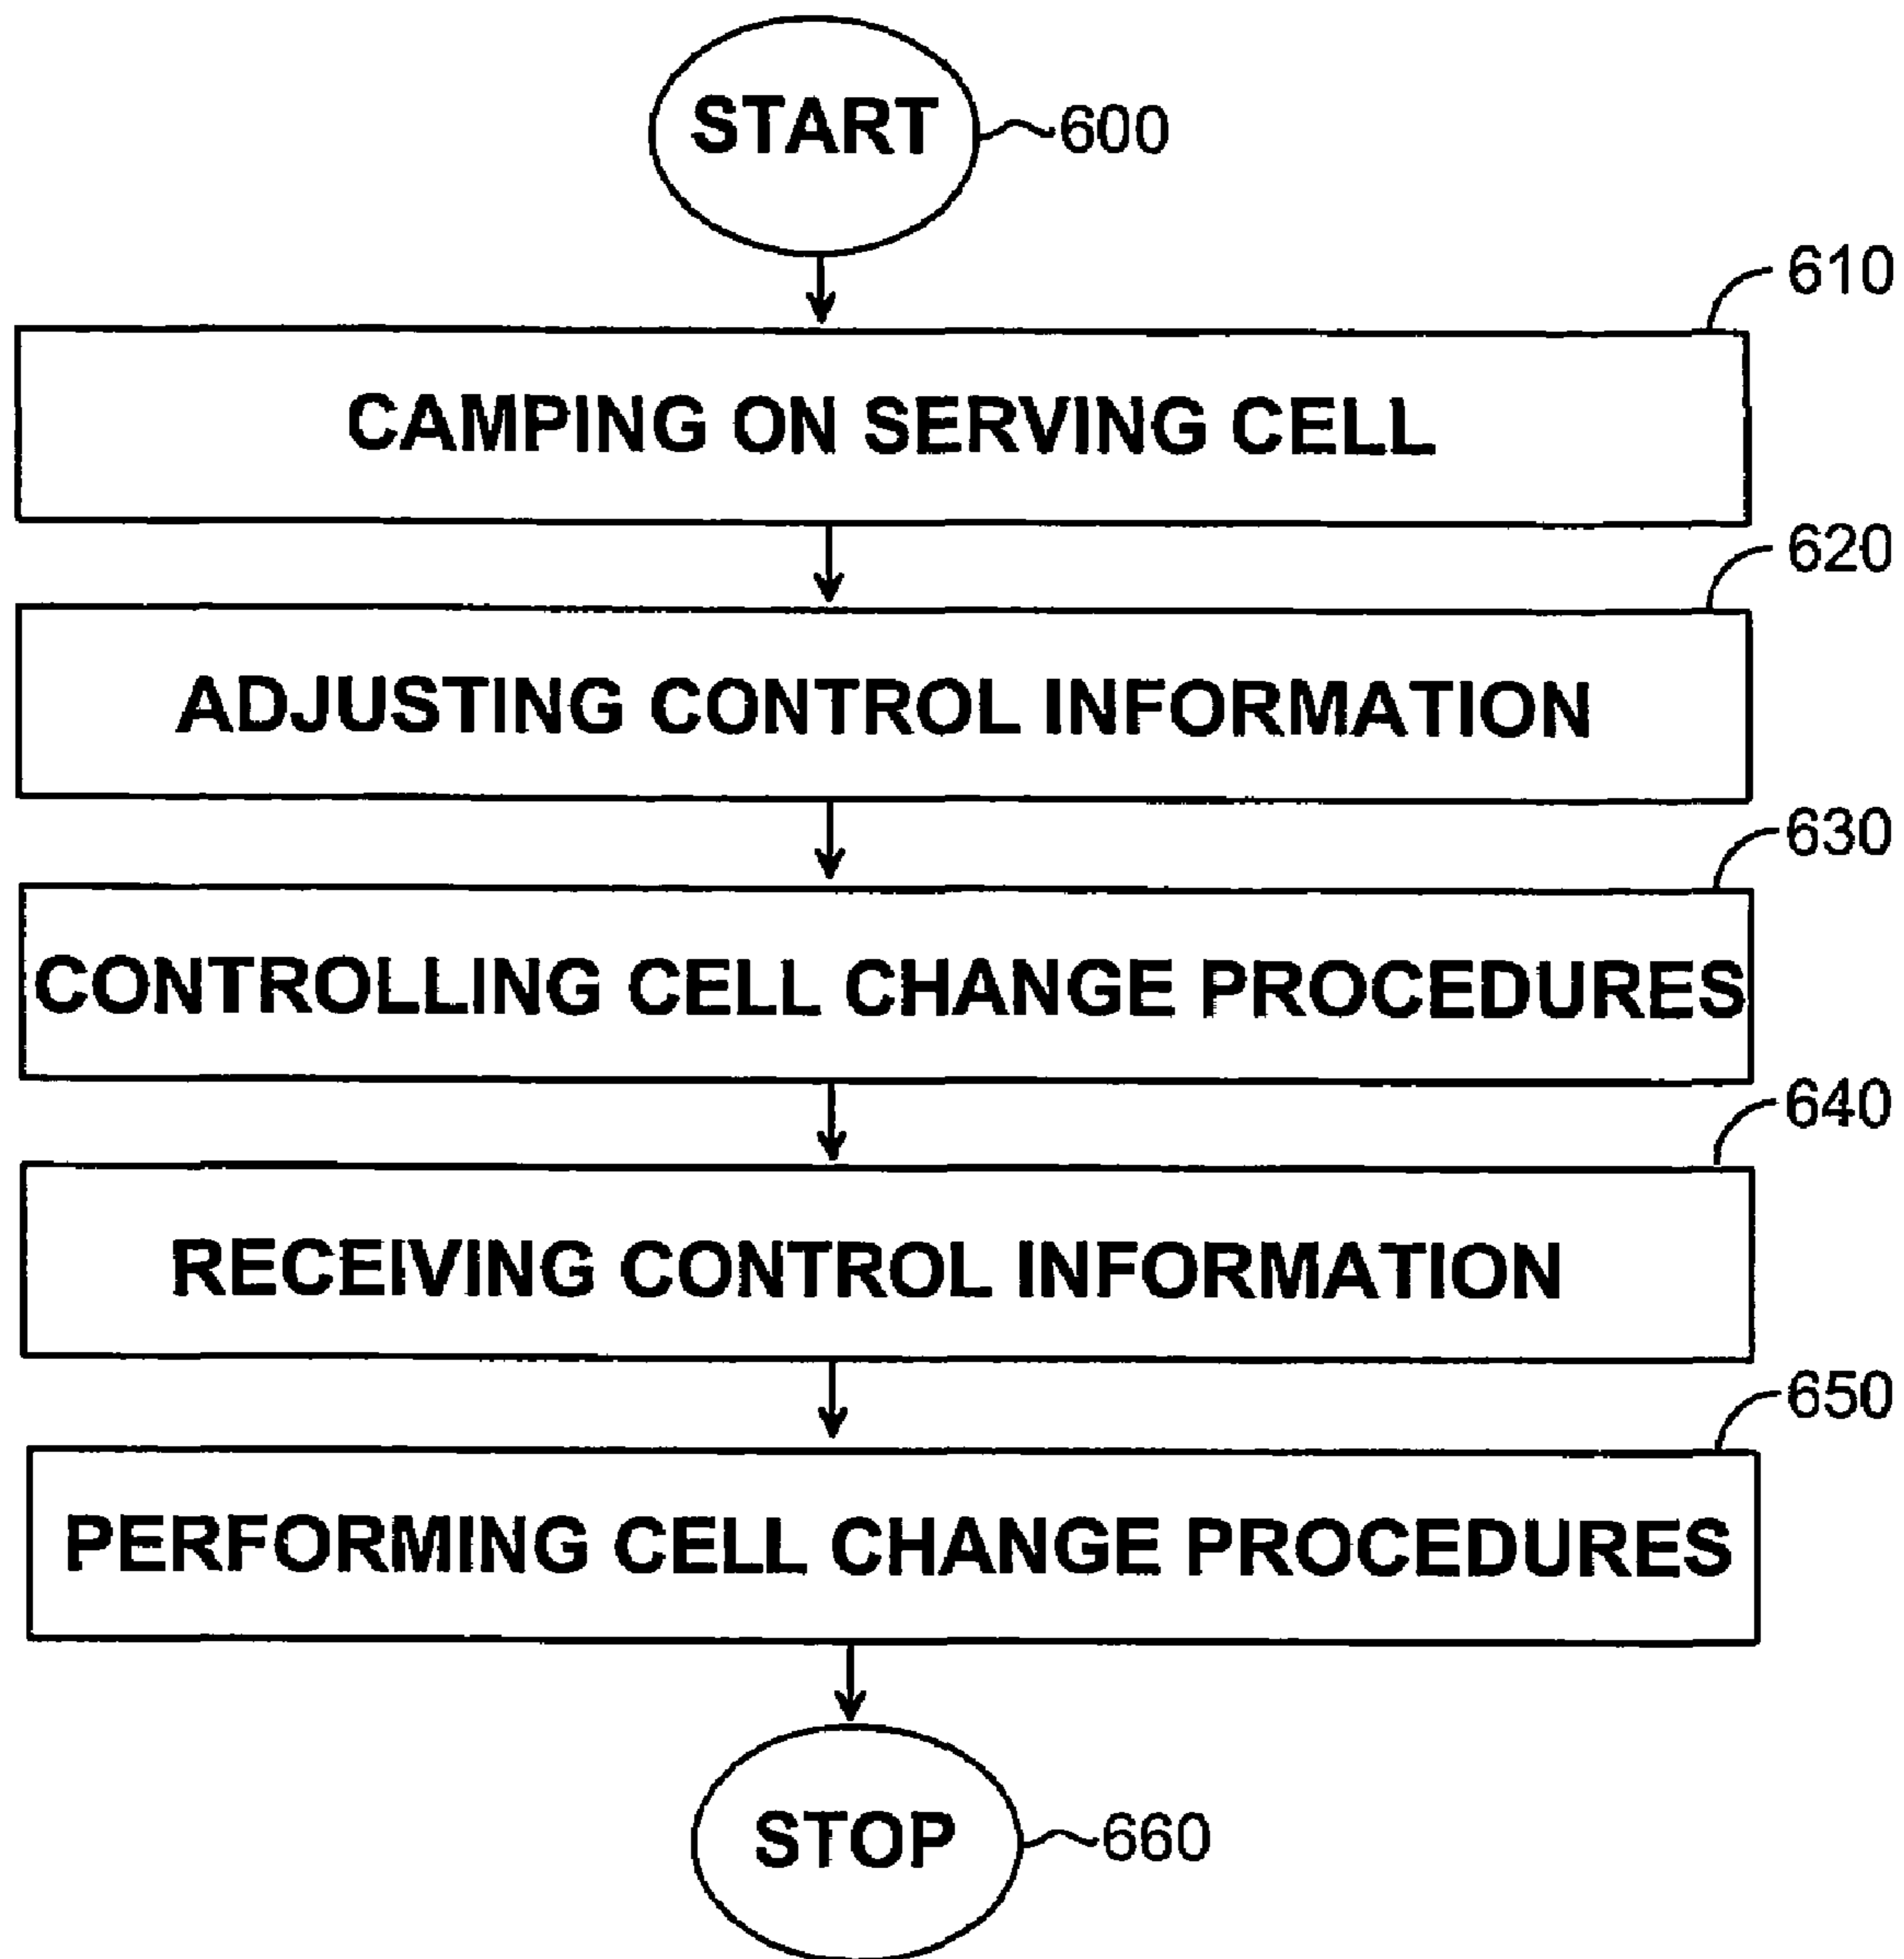 START
600
610
CAMPING ON SERVING CELL
620
ADJUSTING CONTROL INFORMATION
630
CONTROLLING CELL CHANGE PROCEDURES
640
RECEIVING CONTROL INFORMATION
650
PERFORMING CELL CHANGE PROCEDURES
STOP
660